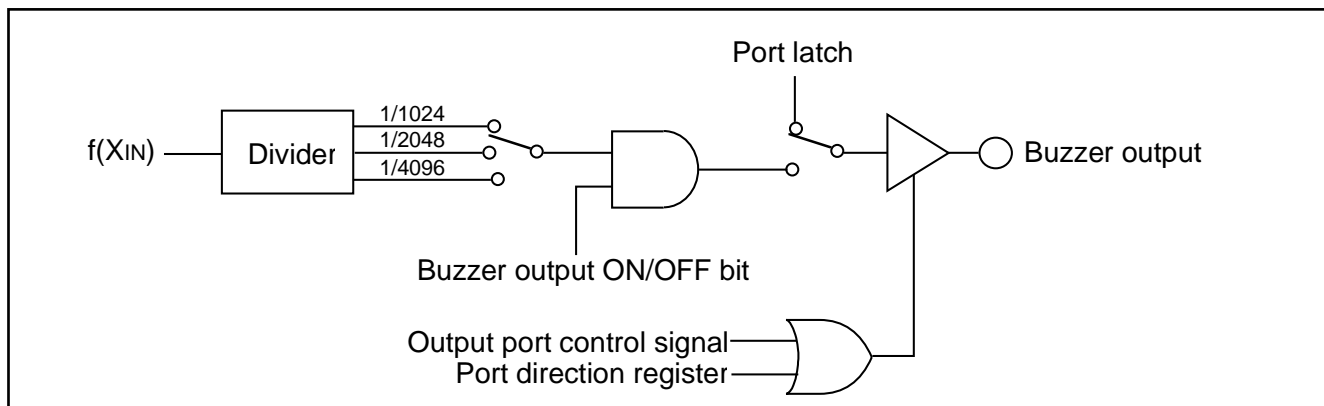 Port latch
1/1024
1/2048
1/4096
f(XIN)
Divider
Buzzer output
Buzzer output ON/OFF bit
Output port control signal
Port direction register